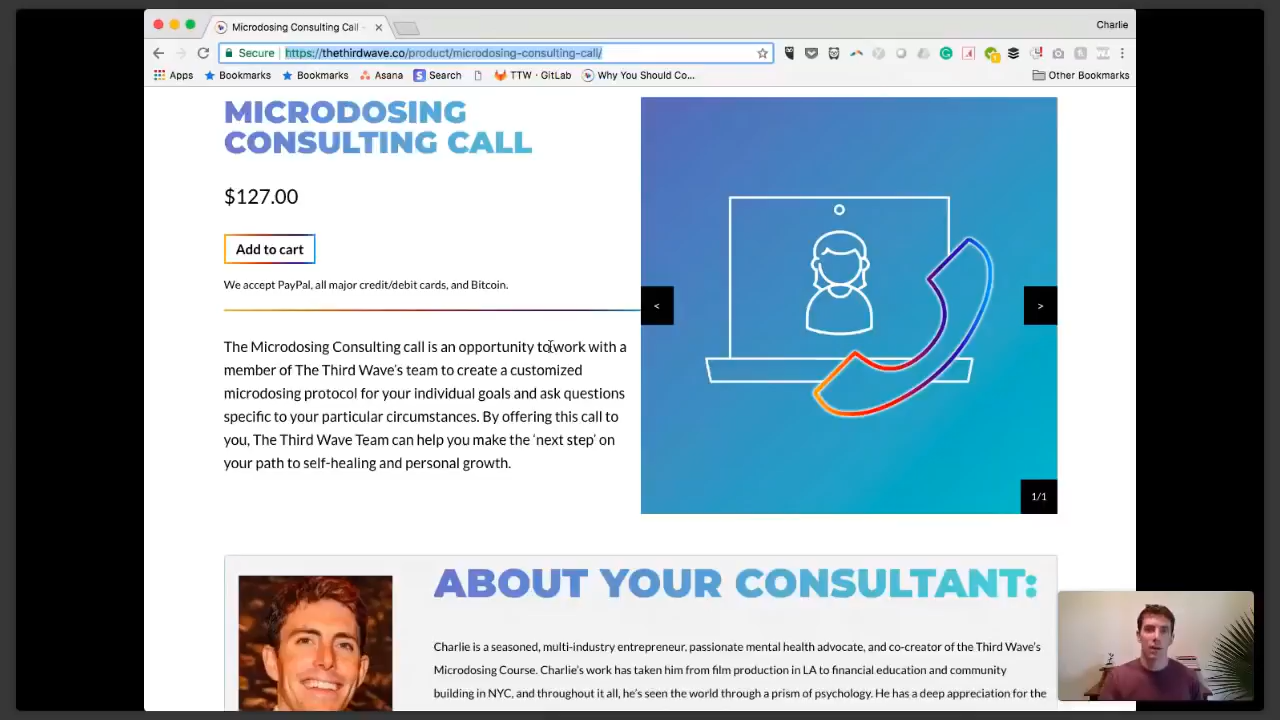 Microdosing Consulting Call -
Charlie
Secure
https://thethirdwave.co/product/microdosing-consulting-call/
Apps
Bookmarks
Bookmarks
Asana
Search
TTW · GitLab
Why You Should Co...
Other Bookmarks
MICRODOSING
CONSULTING CALL
$127.00
Add to cart
We accept PayPal, all major credit/debit cards, and Bitcoin.
The Microdosing Consulting call is an opportunity to work with a
member of The Third Wave's team to create a customized
microdosing protocol for your individual goals and ask questions
specific to your particular circumstances. By offering this call to
you, The Third Wave Team can help you make the ‘next step’ on
your path to self-healing and personal growth.
<
>
1/1
ABOUT YOUR CONSULTANT:
Charlie is a seasoned, multi-industry entrepreneur, passionate mental health advocate, and co-creator of the Third Wave's
Microdosing Course. Charlie's work has taken him from film production in LA to financial education and community
building in NYC, and throughout it all, he's seen the world through a prism of psychology. He has a deep appreciation for the